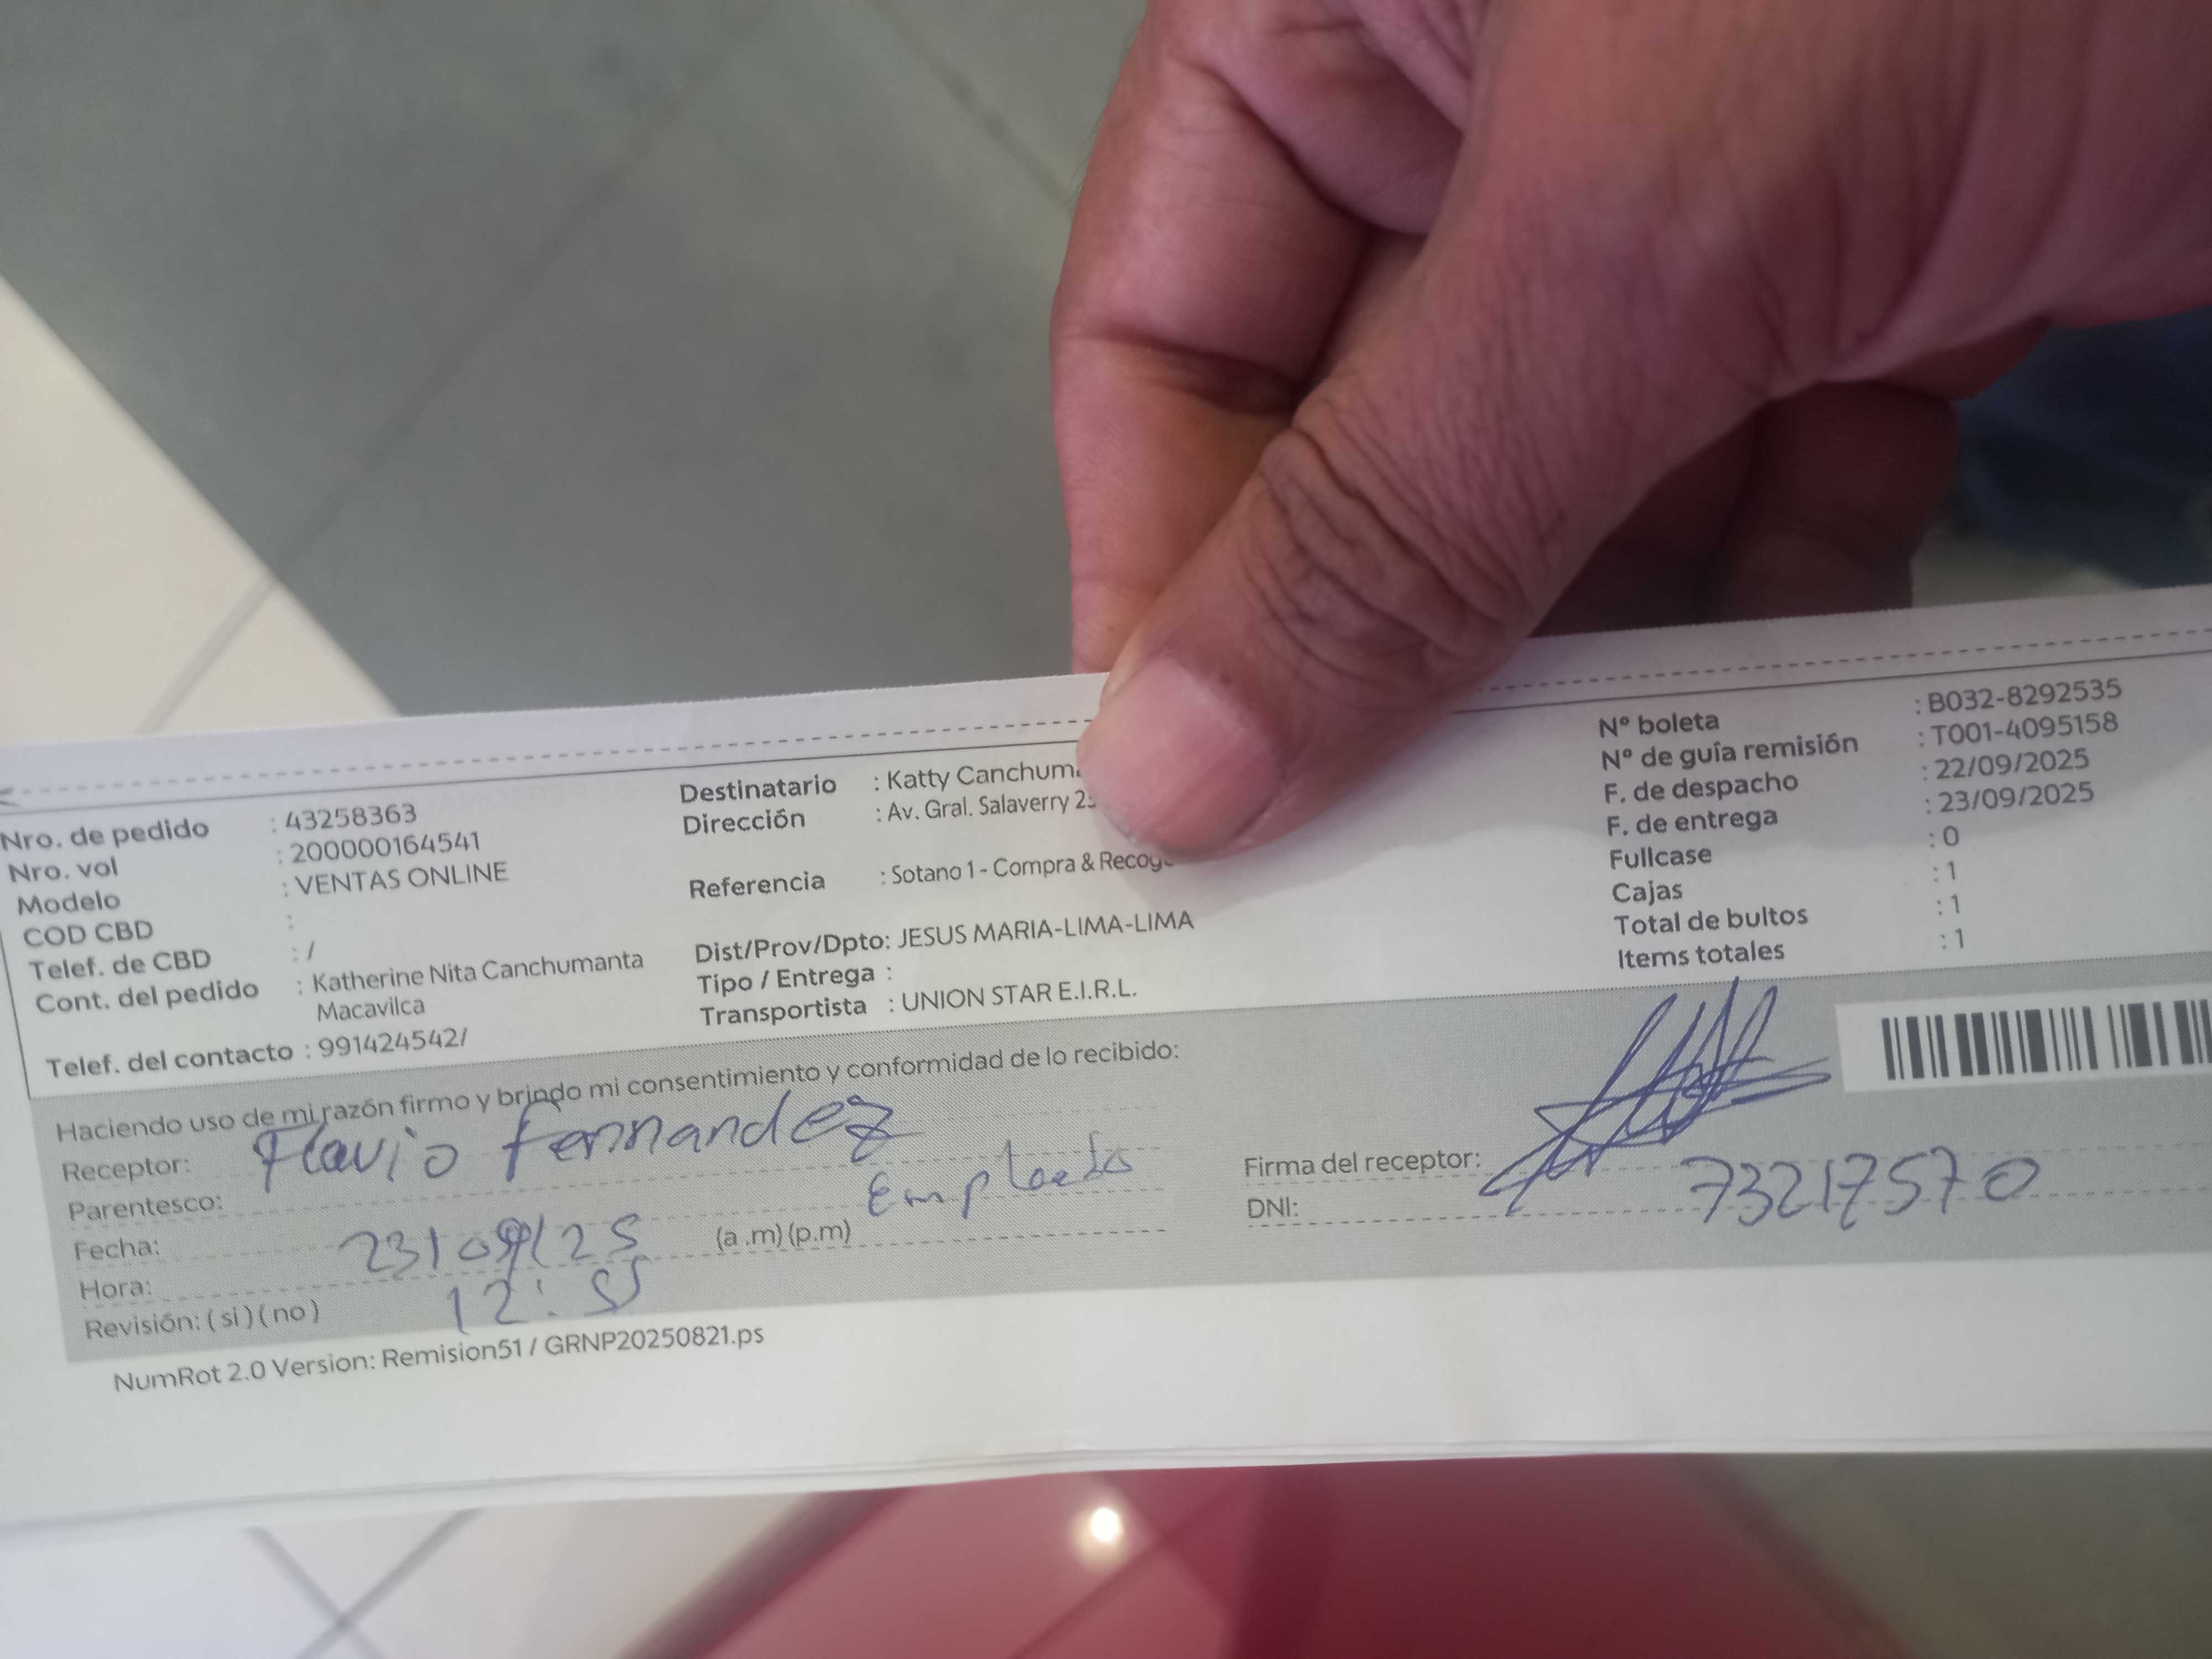 Nro. de pedido : 43258363
Nro. vol : 200000164541
Modelo : VENTAS ONLINE
COD CBD :
Telef. de CBD : /
Cont. del pedido : Katherine Nita Canchumanta
Macavilca
Telef. del contacto : 991424542/
Destinatario : Katty Canchum
Dirección : Av. Gral. Salaverry
Referencia : Sotano 1 - Compra & Recog
Dist/Prov/Dpto: JESUS MARIA-LIMA-LIMA
Tipo / Entrega :
Transportista : UNION STAR E.I.R.L.
N° boleta : B032-8292535
N° de guía remisión : T001-4095158
F. de despacho : 22/09/2025
F. de entrega : 23/09/2025
Fullcase : 0
Cajas : 1
Total de bultos : 1
Items totales : 1
Haciendo uso de mi razón firmo y brindo mi consentimiento y conformidad de lo recibido:
Receptor: Flavio Fernandez
Parentesco: Empleado
Fecha: 23/09/25 (a .m) (p.m)
Hora: 12:55
Revisión: ( si ) ( no )
Firma del receptor:
DNI: 73217570
NumRot 2.0 Version: Remision51 / GRNP20250821.ps